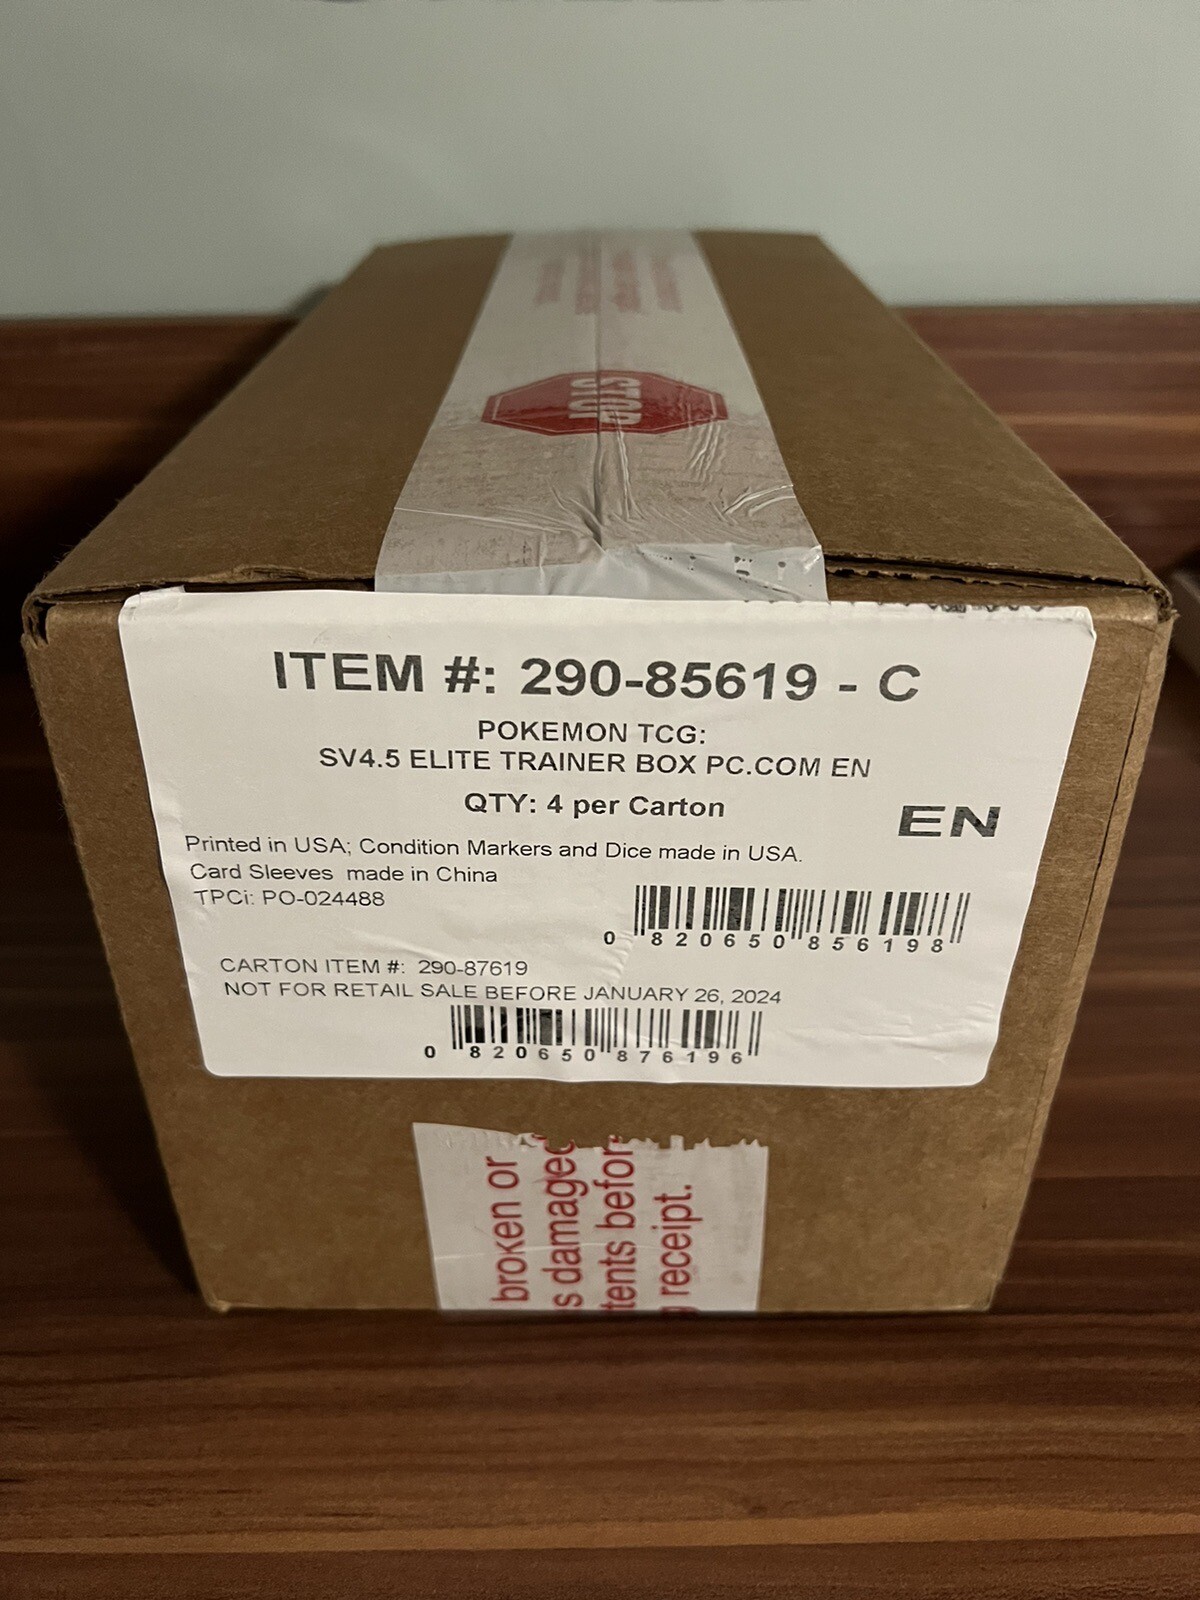 STOP
ITEM #: 290-85619 - C
POKEMON TCG:
SV4.5 ELITE TRAINER BOX PC.COM EN
QTY: 4 per Carton
EN
Printed in USA; Condition Markers and Dice made in USA.
Card Sleeves made in China
TPCi: PO-024488
0 820650 856198
CARTON ITEM #: 290-87619
NOT FOR RETAIL SALE BEFORE JANUARY 26, 2024
0 820650 876196
broken or
s damaged
tents befor
receipt.